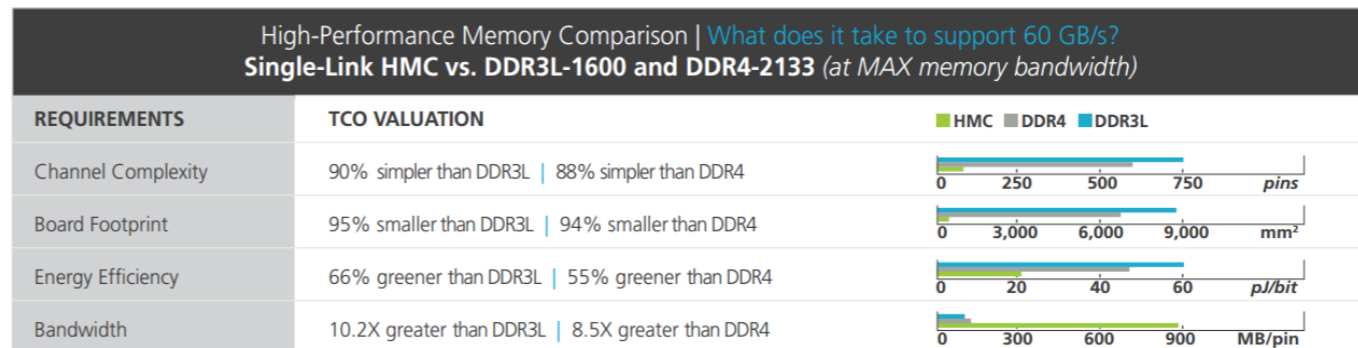 High-Performance Memory Comparison | What does it take to support 60 GB/s?
Single-Link HMC vs. DDR3L-1600 and DDR4-2133 (at MAX memory bandwidth)
REQUIREMENTS TCO VALUATION HMC DDR4 DDR3L
Channel Complexity 90% simpler than DDR3L | 88% simpler than DDR4
0 250 500 750 pins
Board Footprint 95% smaller than DDR3L | 94% smaller than DDR4
0 3,000 6,000 9,000 mm²
Energy Efficiency 66% greener than DDR3L | 55% greener than DDR4
0 20 40 60 pJ/bit
Bandwidth 10.2X greater than DDR3L | 8.5X greater than DDR4
0 300 600 900 MB/pin